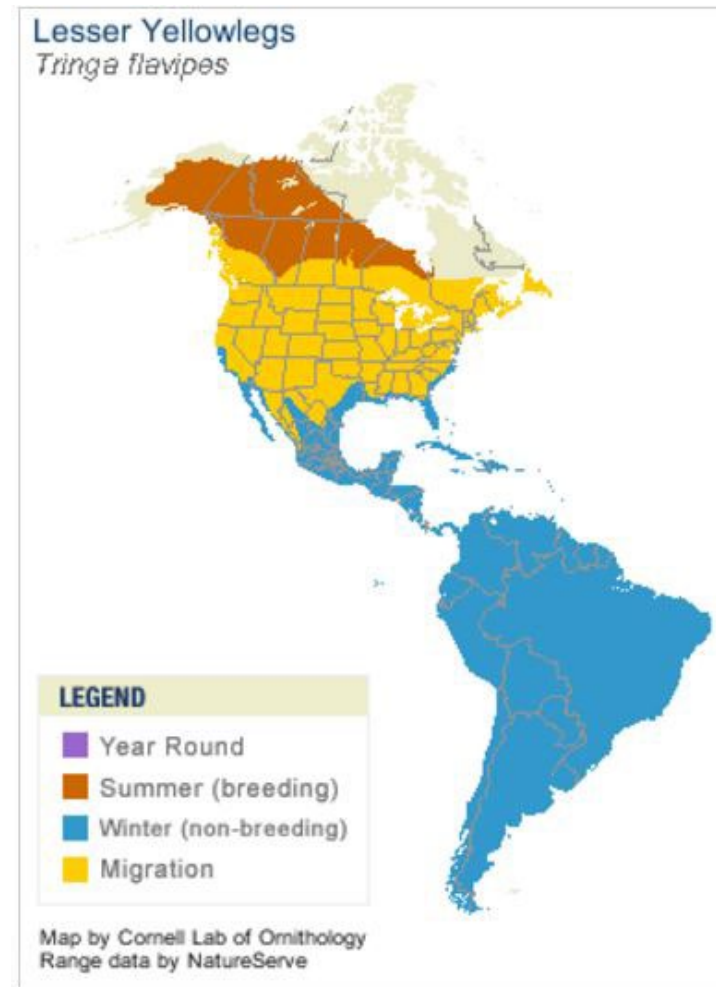 Lesser Yellowlegs
Tringa flavipes
LEGEND
Year Round
Summer (breeding)
Winter (non-breeding)
Migration
Map by Cornell Lab of Ornithology
Range data by NatureServe